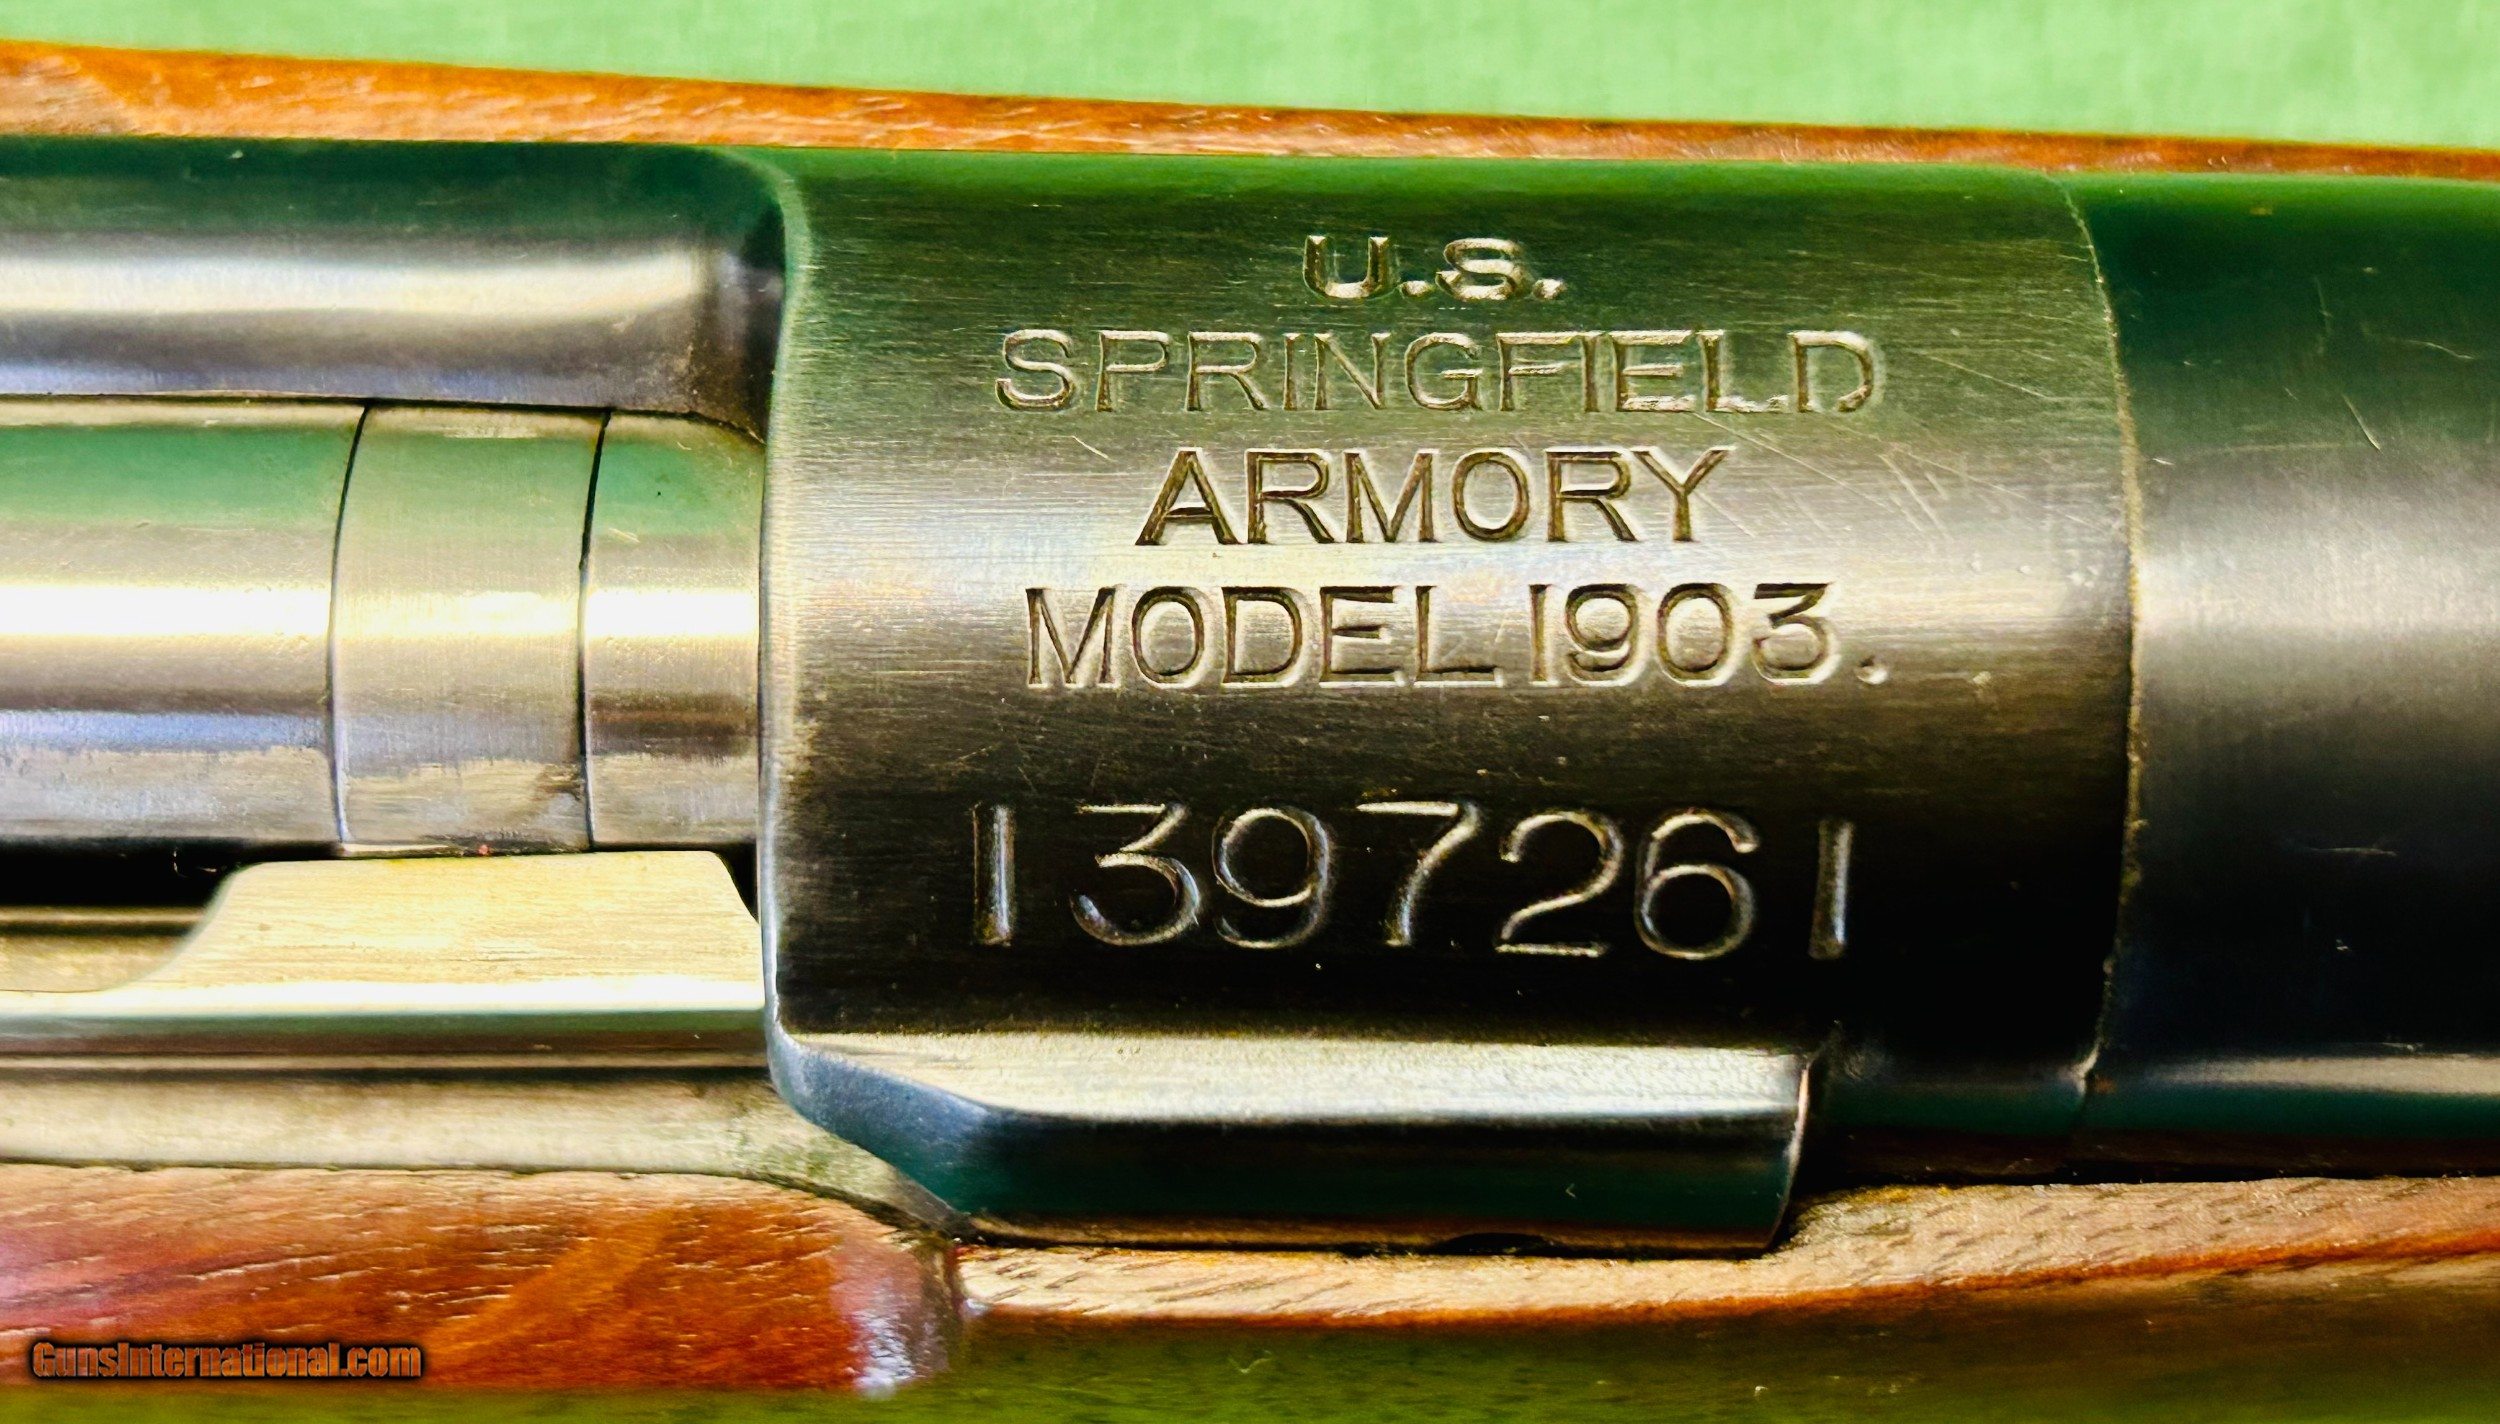 U.S.
SPRINGFIELD
ARMORY
MODEL 1903.
1397261
GunsInternational.com